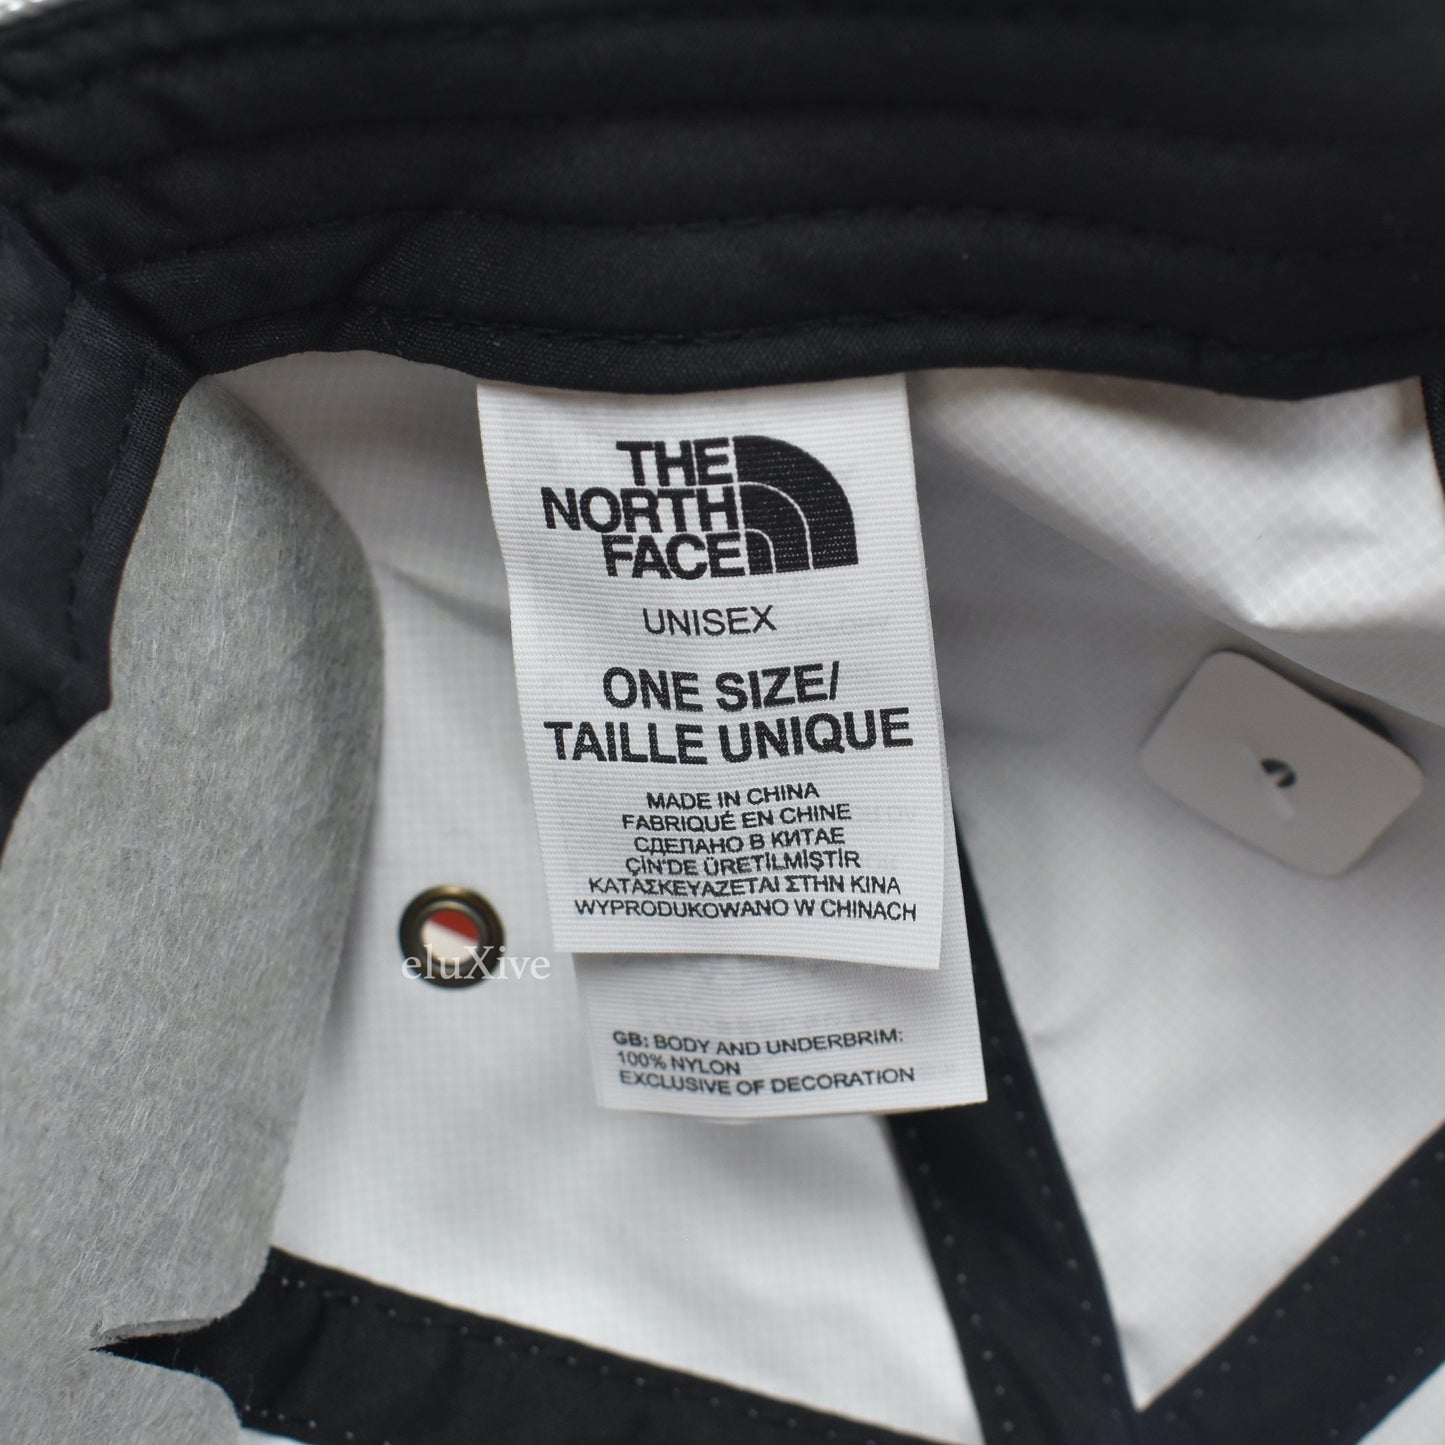 THE
NORTH
FACE
UNISEX
ONE SIZE/
TAILLE UNIQUE
MADE IN CHINA
FABRIQUÉ EN CHINE
СДЕЛАНО В КИТАЕ
ÇİN'DE ÜRETİLMİŞTİR
ΚΑΤΑΣΚΕΥΑΖΕΤΑΙ ΣΤΗΝ ΚΙΝΑ
WYPRODUKOWANO W CHINACH
eluXive
GB: BODY AND UNDERBRIM:
100% NYLON
EXCLUSIVE OF DECORATION